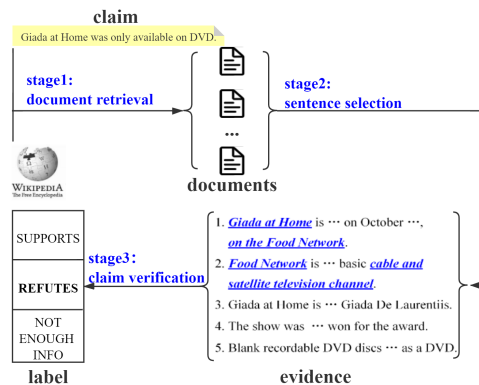 claim
Giada at Home was only available on DVD.
stage1:
document retrieval
stage2:
sentence selection
...
documents
WIKIPEDIA
The Free Encyclopedia
SUPPORTS
REFUTES
NOT
ENOUGH
INFO
label
stage3:
claim verification
1. Giada at Home is ··· on October ···,
on the Food Network.
2. Food Network is ··· basic cable and
satellite television channel.
3. Giada at Home is ··· Giada De Laurentiis.
4. The show was ··· won for the award.
5. Blank recordable DVD discs ··· as a DVD.
evidence